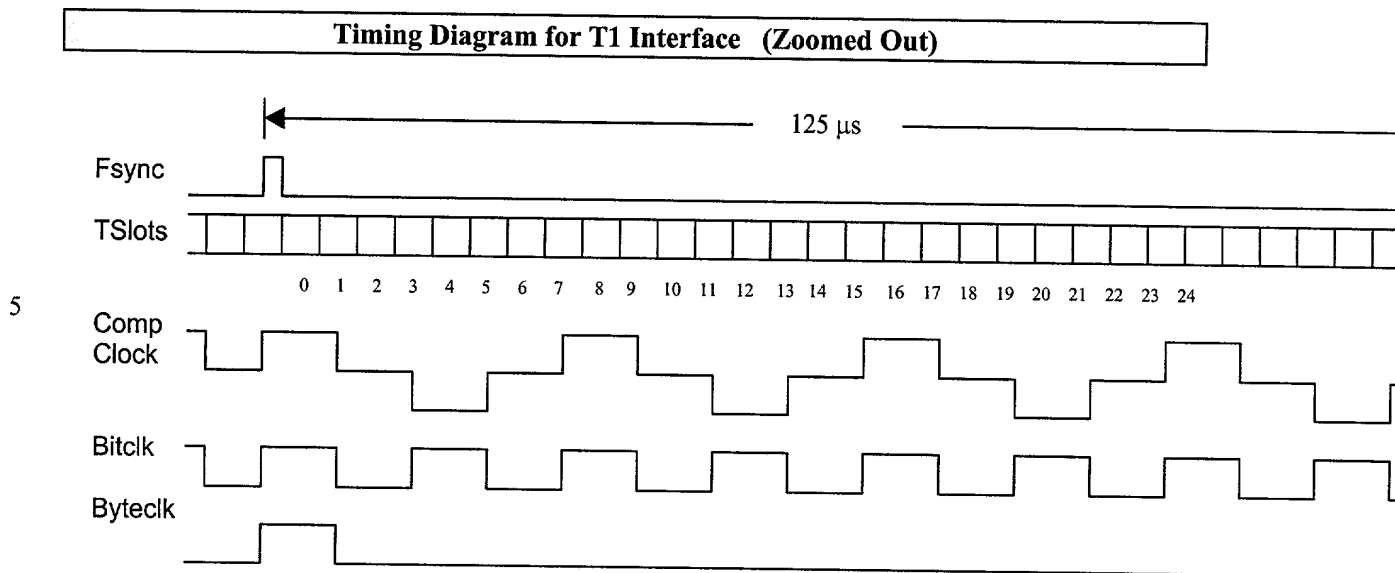 Timing Diagram for T1 Interface (Zoomed Out)
125 µs
Fsync
TSlots
0 1 2 3 4 5 6 7 8 9 10 11 12 13 14 15 16 17 18 19 20 21 22 23 24
5
Comp
Clock
Bitclk
Byteclk